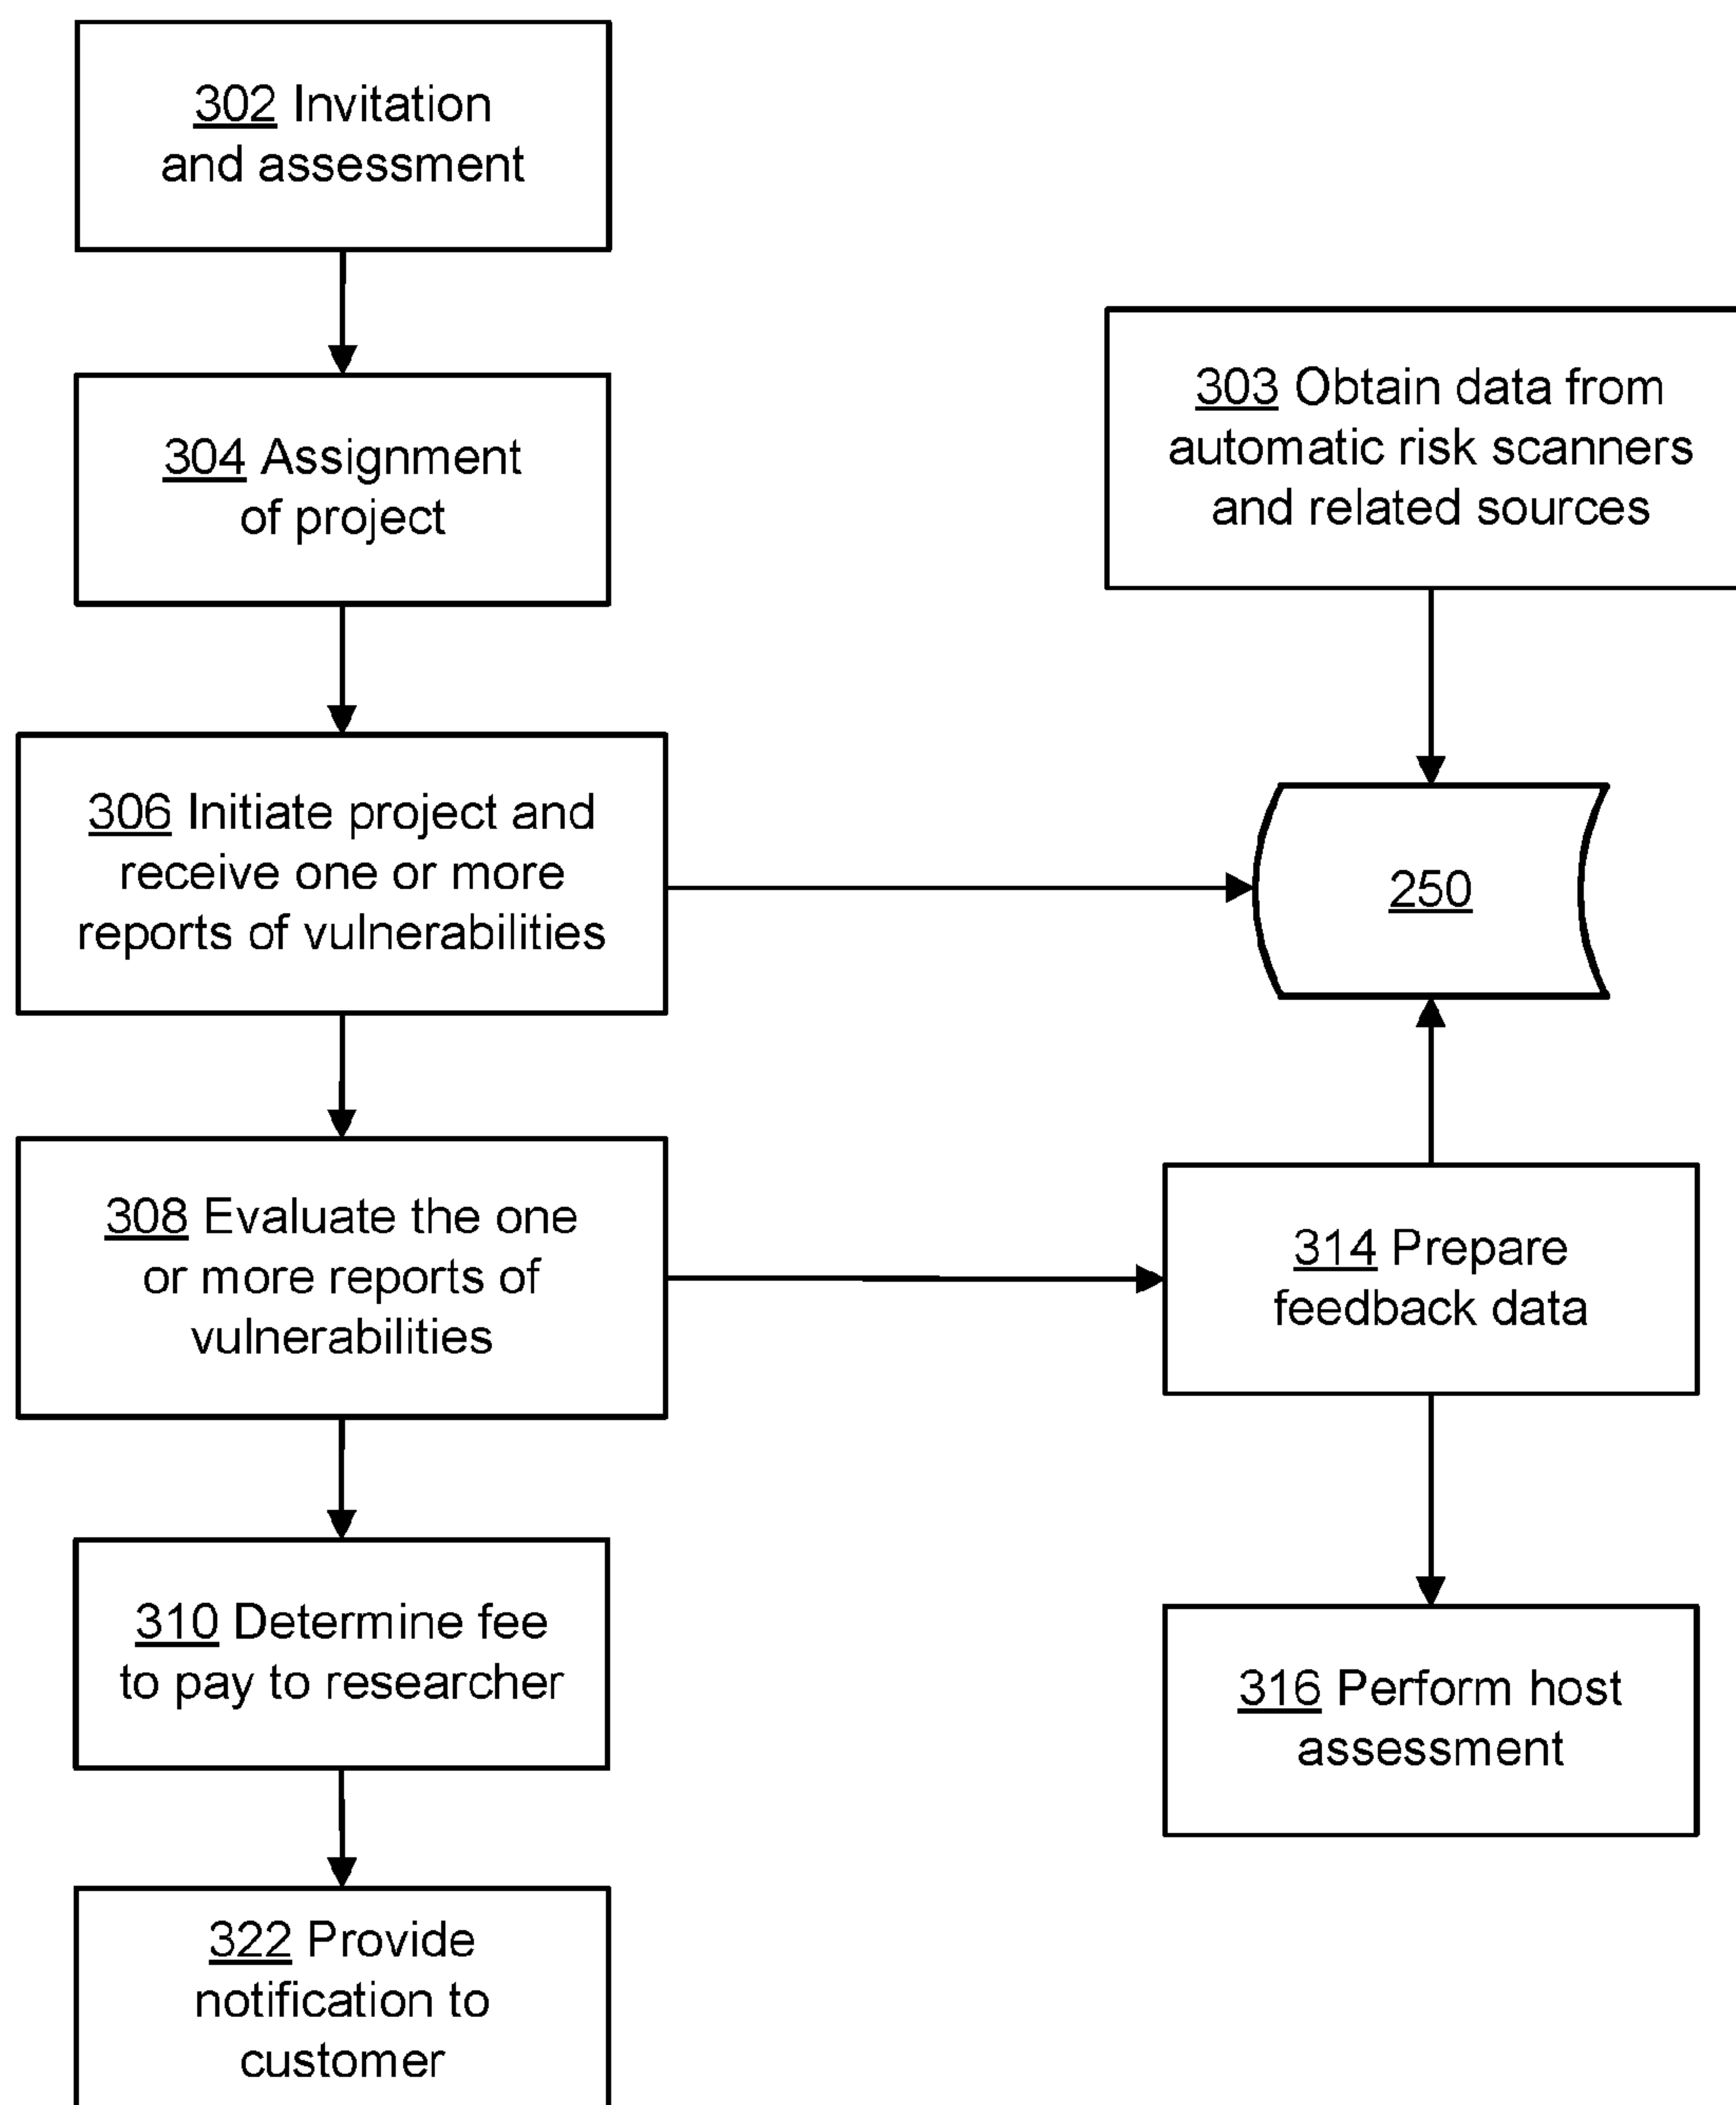 302 Invitation
and assessment
304 Assignment
of project
303 Obtain data from
automatic risk scanners
and related sources
306 Initiate project and
receive one or more
reports of vulnerabilities
250
308 Evaluate the one
or more reports of
vulnerabilities
314 Prepare
feedback data
310 Determine fee
to pay to researcher
316 Perform host
assessment
322 Provide
notification to
customer